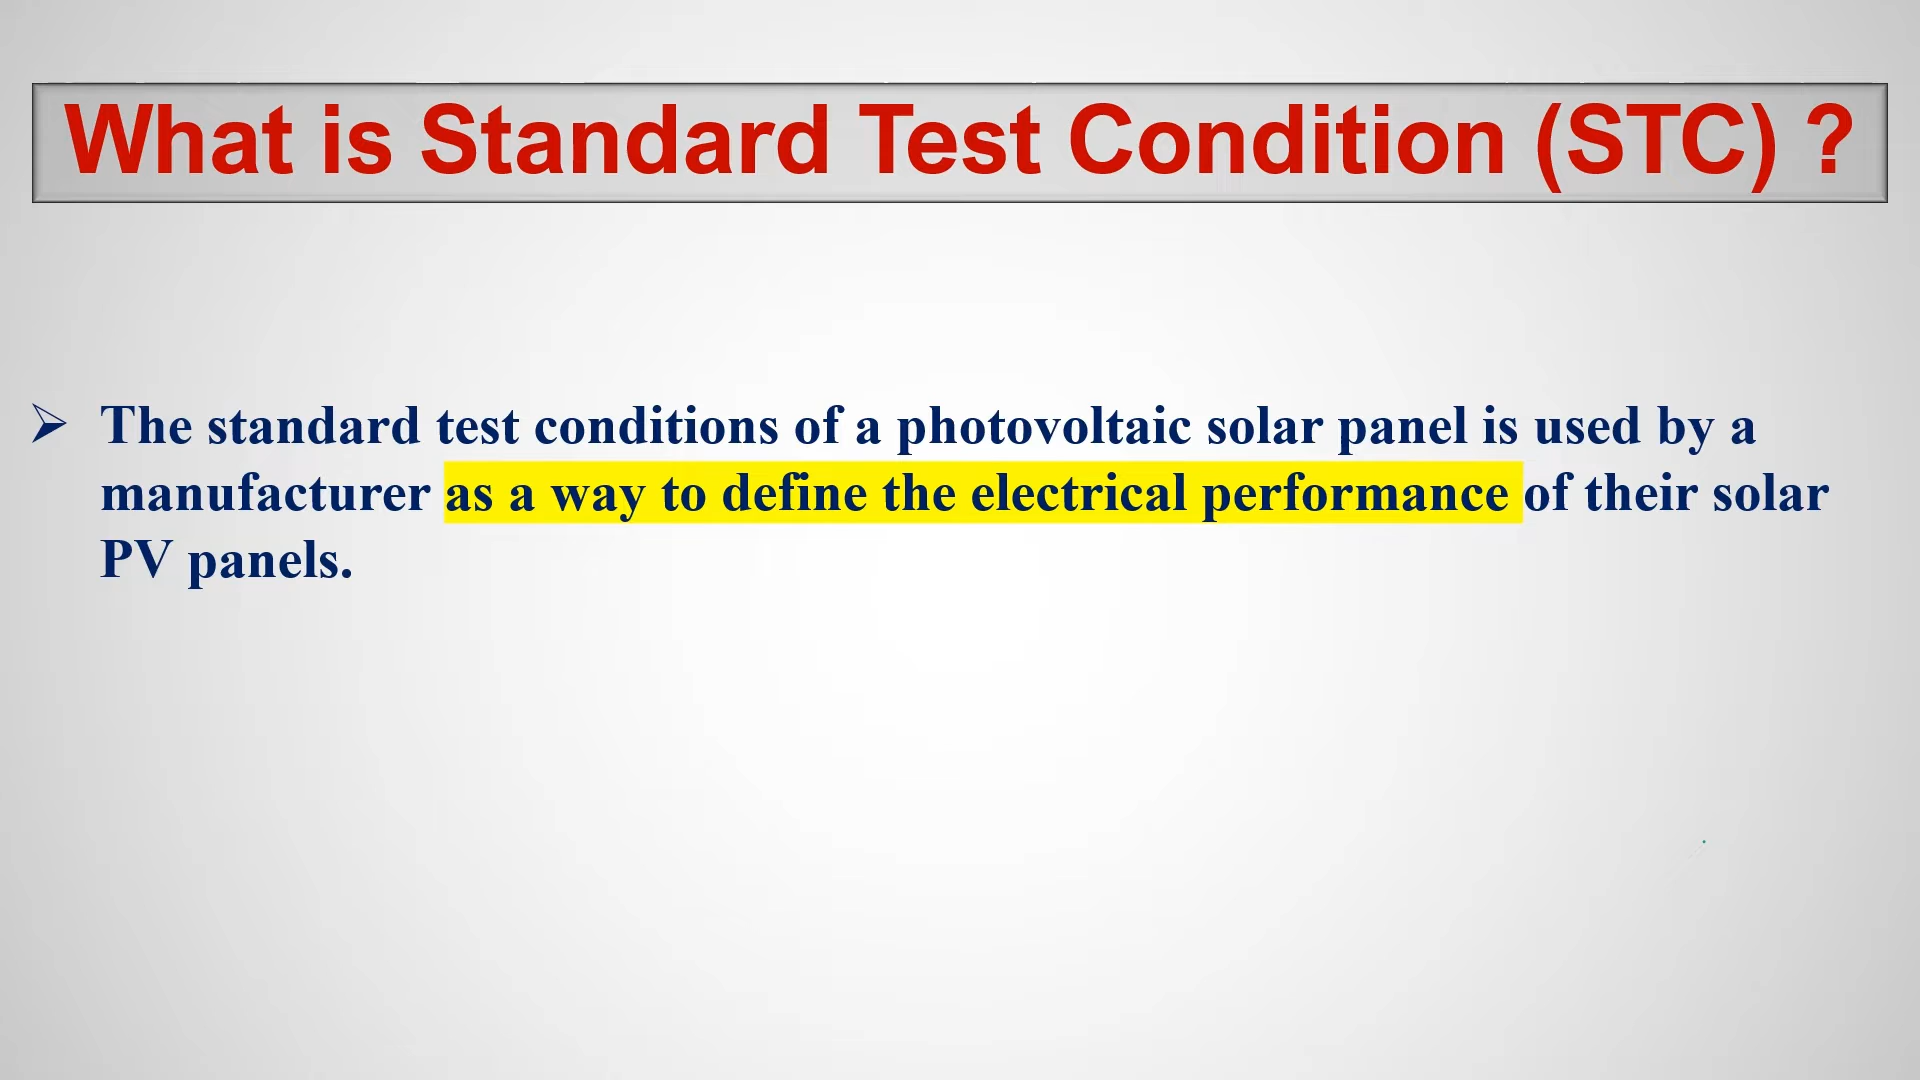 What is Standard Test Condition (STC) ?
The standard test conditions of a photovoltaic solar panel is used by a
manufacturer as a way to define the electrical performance of their solar
PV panels.